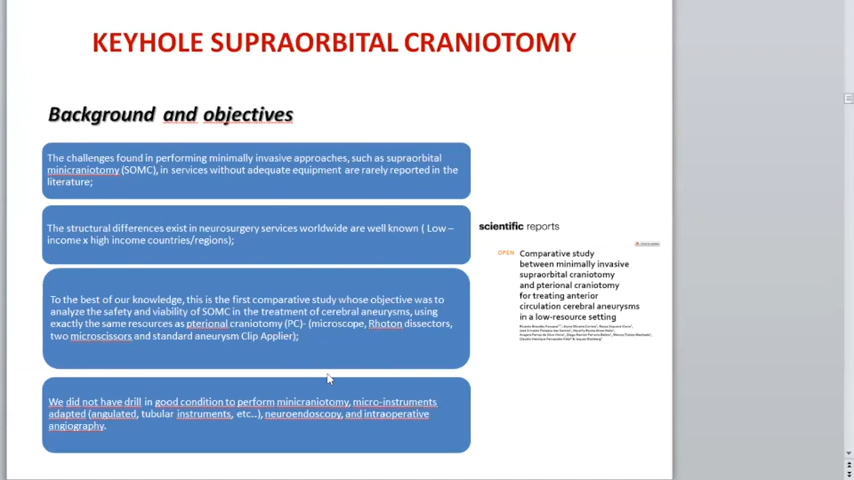 KEYHOLE SUPRAORBITAL CRANIOTOMY
Background and objectives
The challenges found in performing minimally invasive approaches, such as supraorbital
minicraniotomy (SOMC), in services without adequate equipment are rarely reported in the
literature;
The structural differences exist in neurosurgery services worldwide are well known ( Low –
income x high income countries/regions);
To the best of our knowledge, this is the first comparative study whose objective was to
analyze the safety and viability of SOMC in the treatment of cerebral aneurysms, using
exactly the same resources as pterional craniotomy (PC)- (microscope, Rhoton dissectors,
two microscissors and standard aneurysm Clip Applier);
We did not have drill in good condition to perform minicraniotomy, micro-instruments
adapted (angulated, tubular instruments, etc..), neuroendoscopy, and intraoperative
angiography.
scientific reports
OPEN
Comparative study
between minimally invasive
supraorbital craniotomy
and pterional craniotomy
for treating anterior
circulation cerebral aneurysms
in a low-resource setting